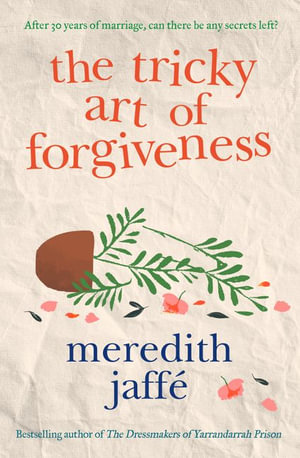 After 30 years of marriage, can there be any secrets left?
the tricky
art of
forgiveness
meredith
jaffé
Bestselling author of The Dressmakers of Yarrandarrah Prison